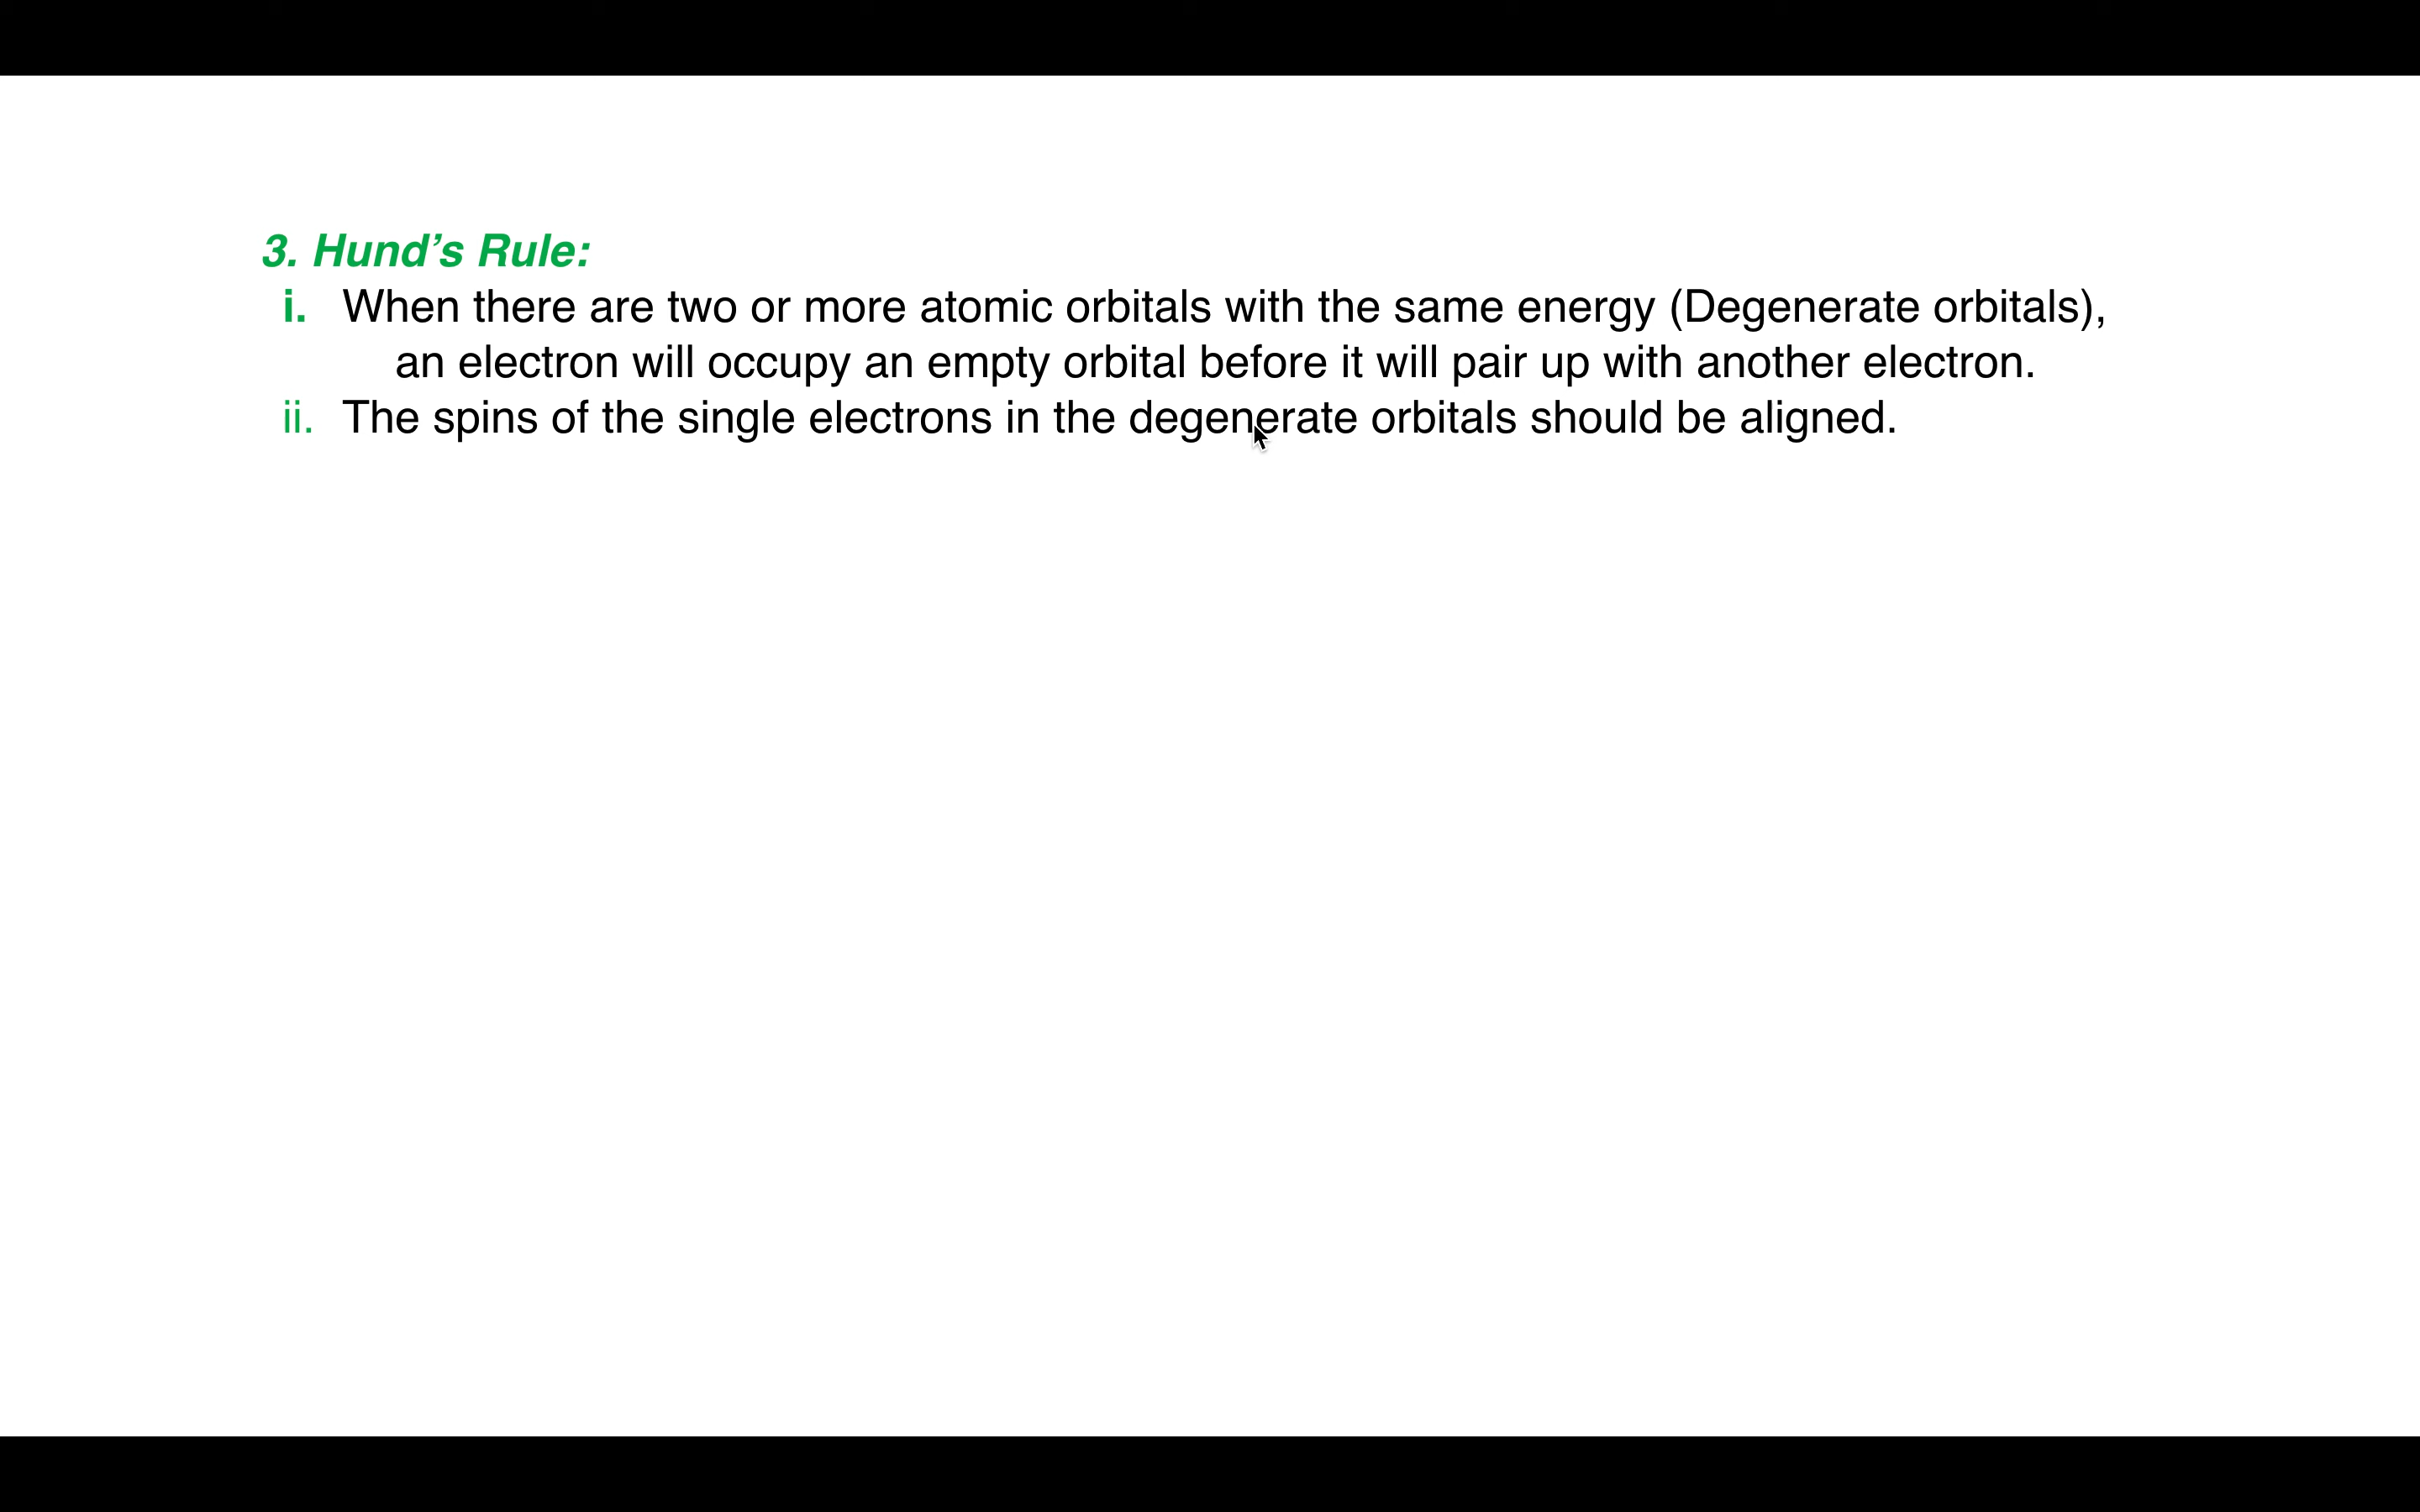 3. Hund’s Rule:
i. When there are two or more atomic orbitals with the same energy (Degenerate orbitals),
an electron will occupy an empty orbital before it will pair up with another electron.
ii. The spins of the single electrons in the degenerate orbitals should be aligned.